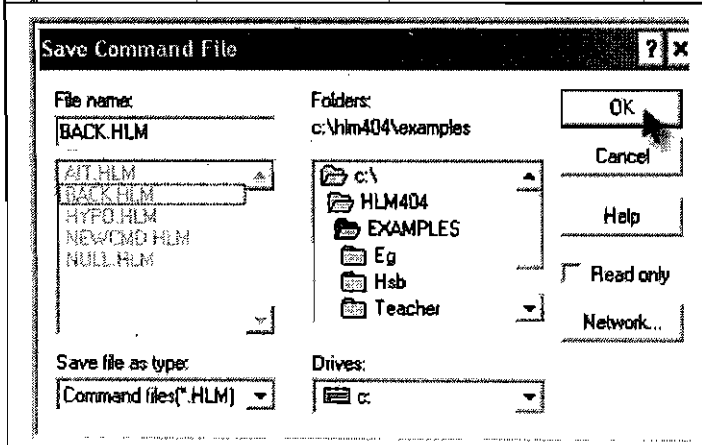 Save Command File
? ×
File name:
BACK.HLM
AIT.HLM
BACK.HLM
HYPO.HLM
NEWCMD.HLM
NULL.HLM
Save file as type:
Command files(*.HLM)
Folders:
c:\hlm404\examples
c:\
HLM404
EXAMPLES
Eg
Hsb
Teacher
Drives:
c:
OK
Cancel
Help
Read only
Network...